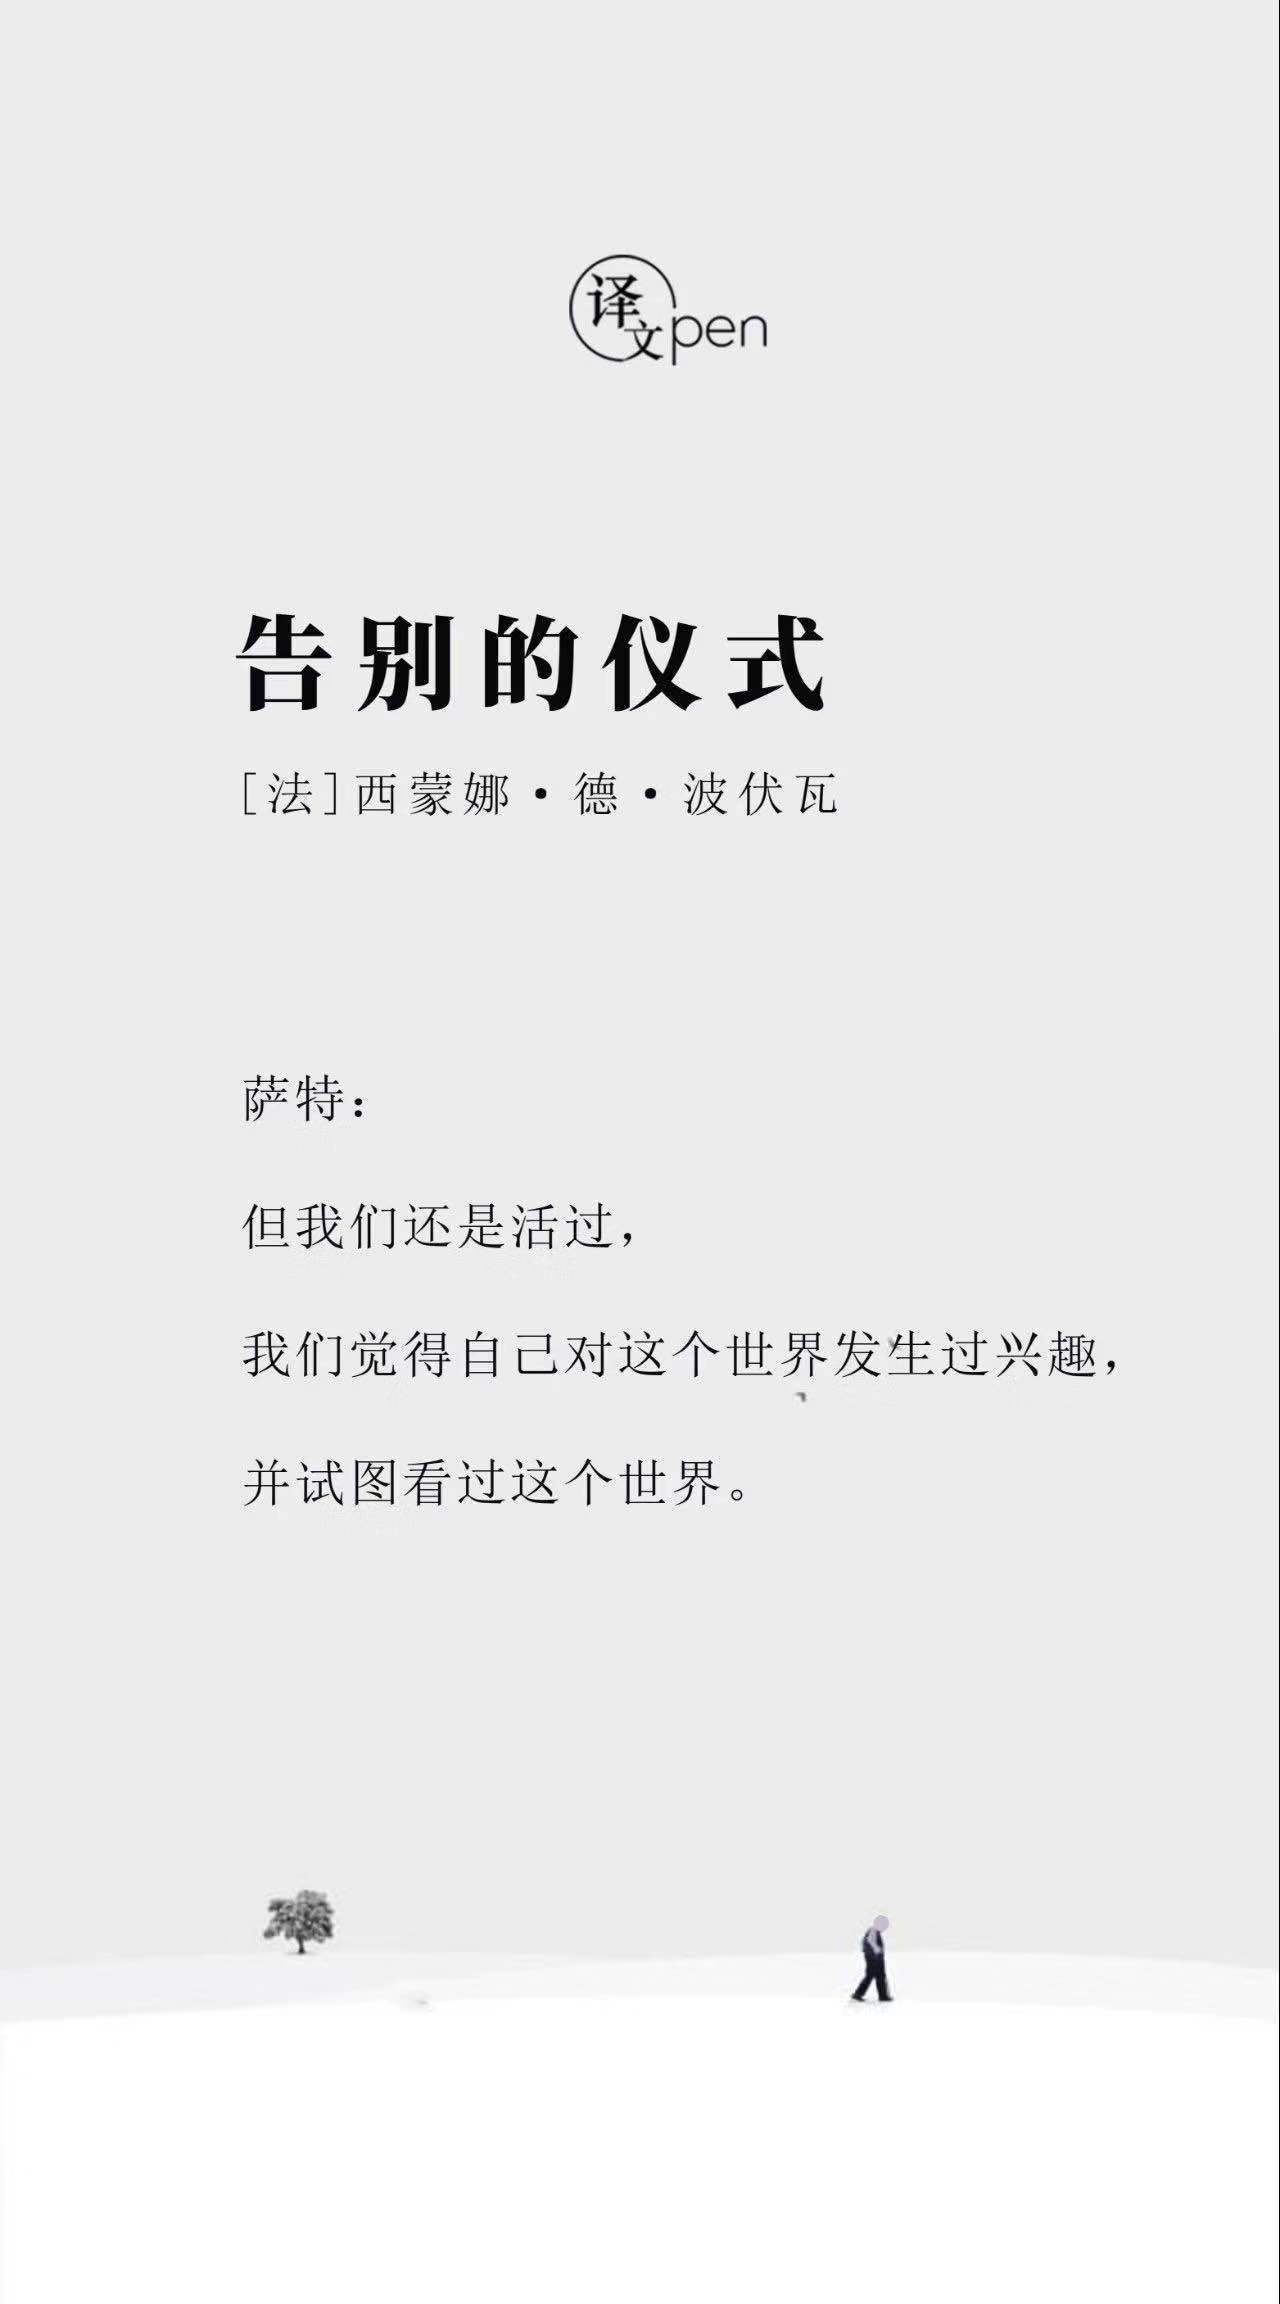 译文pen
告别的仪式
[法]西蒙娜·德·波伏瓦
萨特：
但我们还是活过，
我们觉得自己对这个世界发生过兴趣，
并试图看过这个世界。